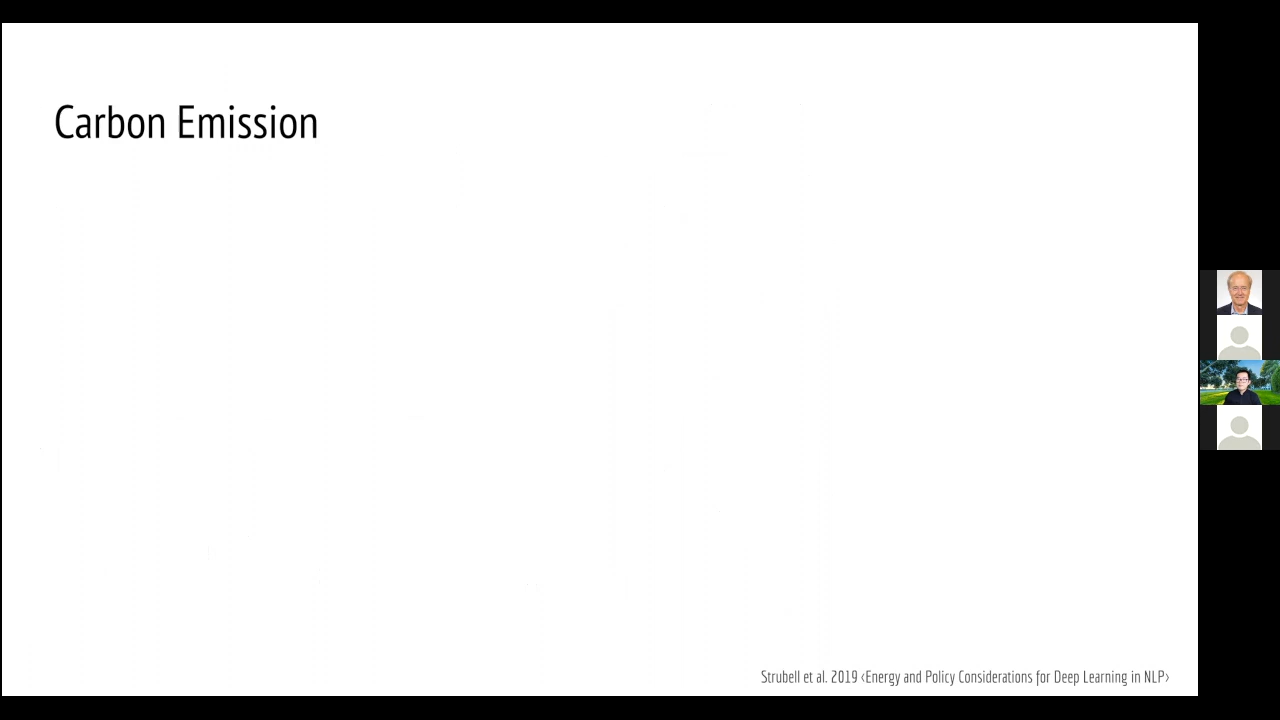 Carbon Emission
Strubell et al. 2019 ‹Energy and Policy Considerations for Deep Learning in NLP›